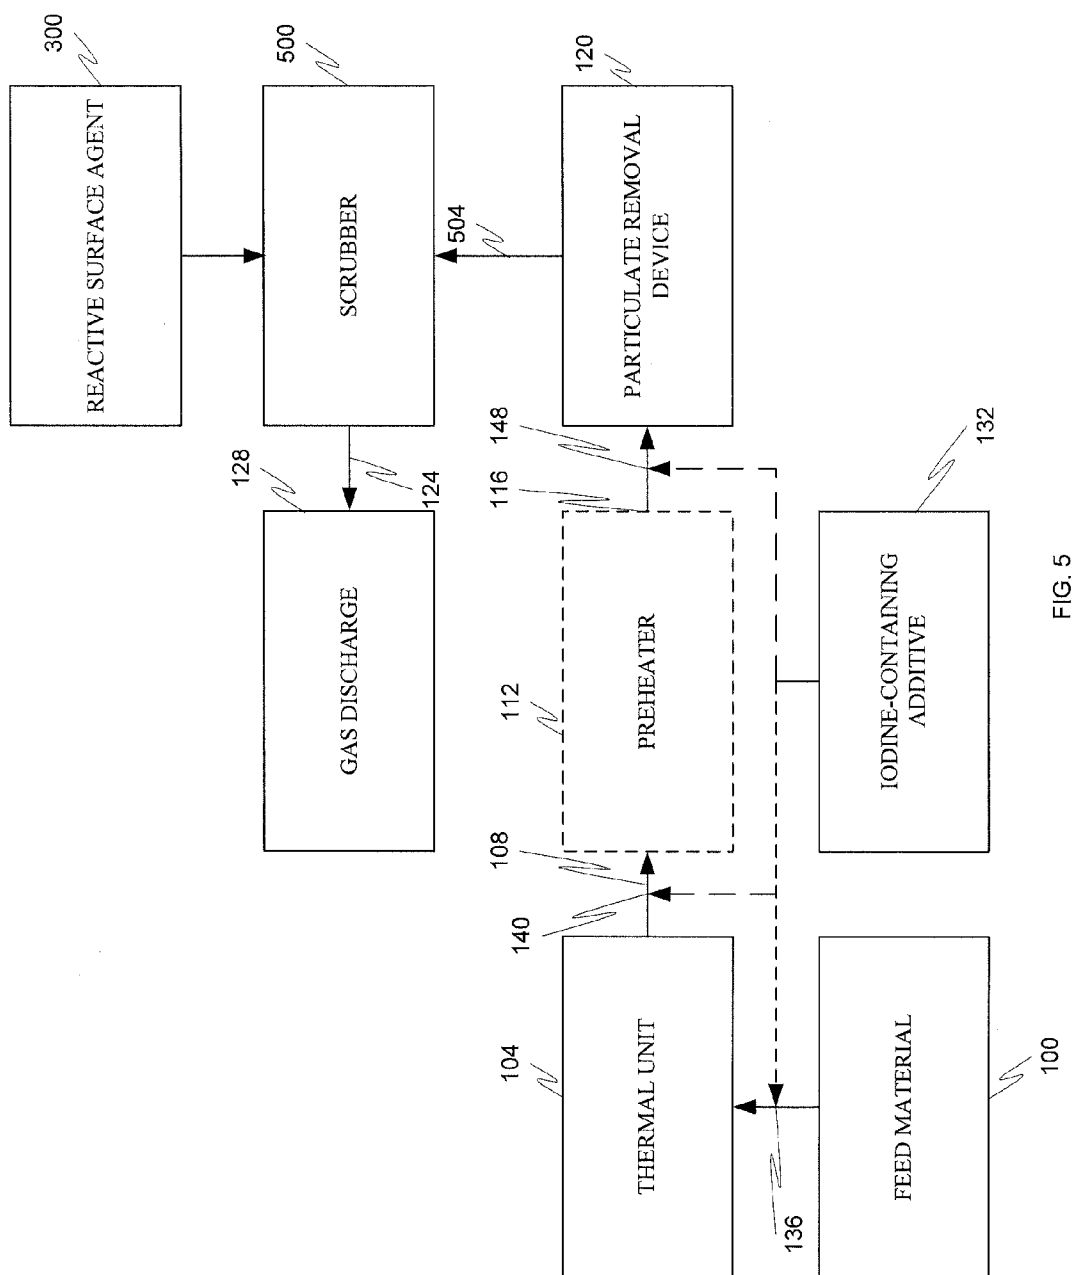 300
REACTIVE SURFACE AGENT
500
SCRUBBER
504
120
PARTICULATE REMOVAL
DEVICE
128
124
GAS DISCHARGE
148
116
112
PREHEATER
132
IODINE-CONTAINING
ADDITIVE
108
140
104
THERMAL UNIT
136
100
FEED MATERIAL
FIG. 5